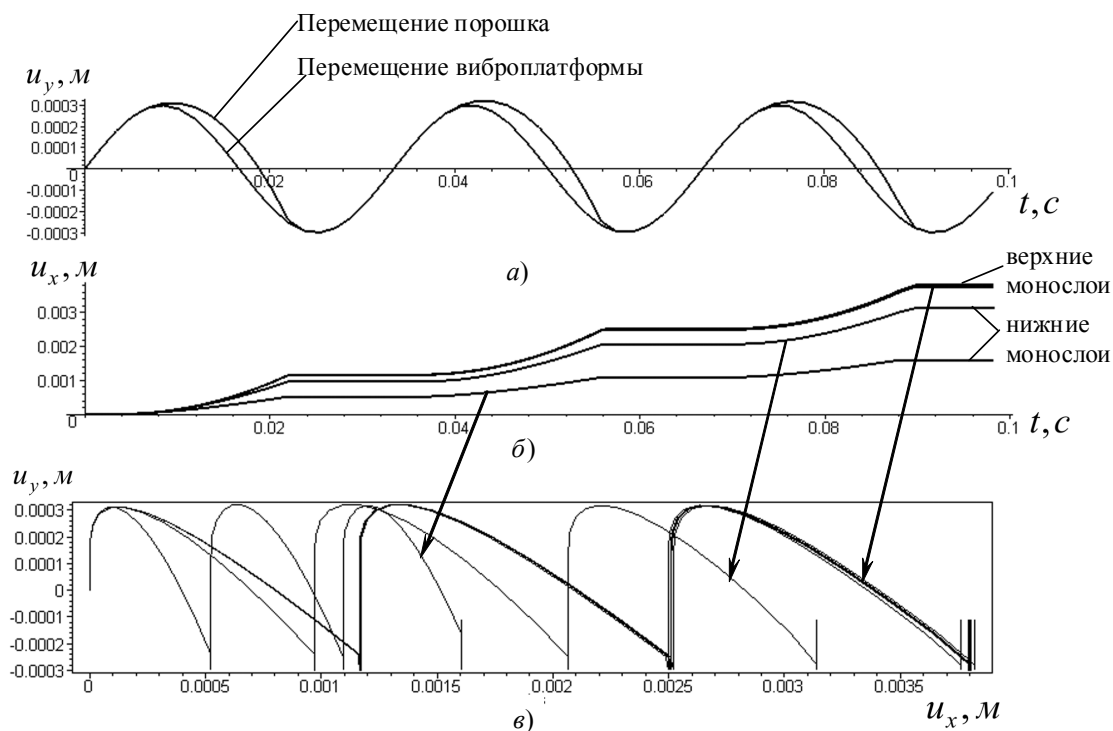 Перемещение порошка
Перемещение виброплатформы
u_y, м
0.0003
0.0002
0.0001
0
-0.0001
-0.0002
-0.0003
0.02
0.04
0.06
0.08
0.1
t, с
а)
u_x, м
верхние
монослои
нижние
монослои
0.003
0.002
0.001
0
0.02
0.04
0.06
0.08
0.1
t, с
б)
u_y, м
0.0003
0.0002
0.0001
0
-0.0001
-0.0002
-0.0003
0
0.0005
0.001
0.0015
0.002
0.0025
0.003
0.0035
u_x, м
в)